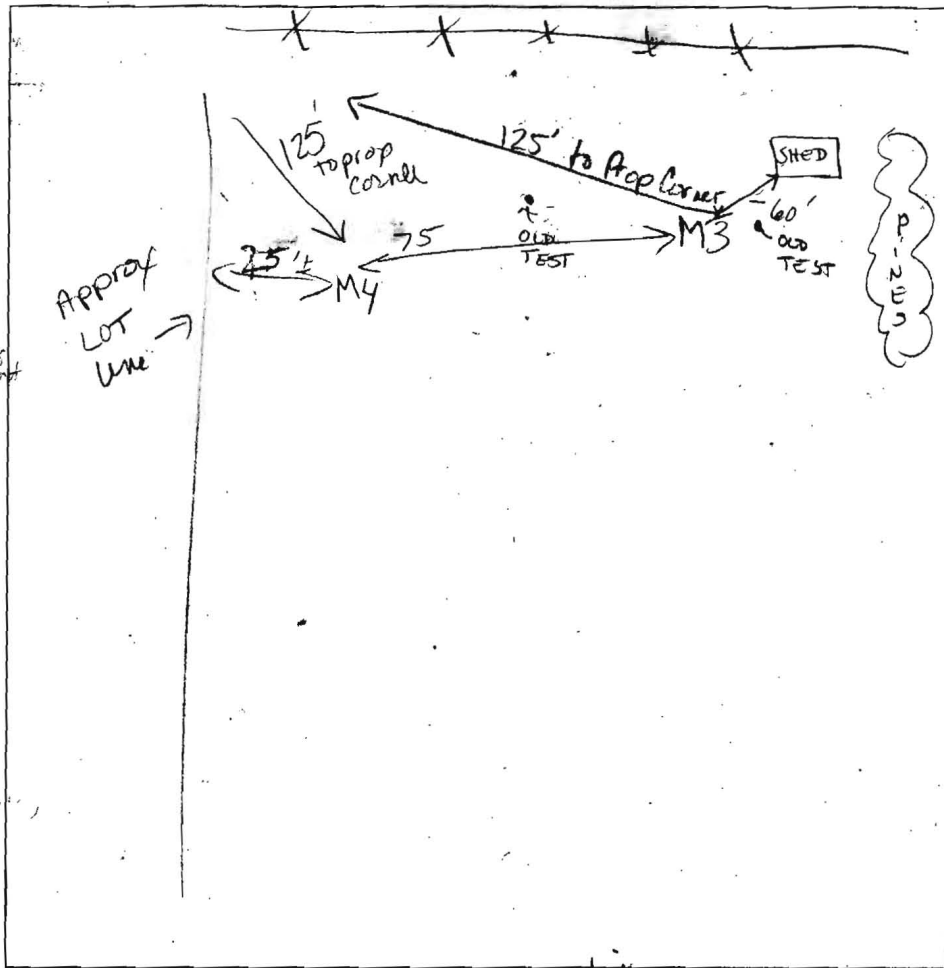 125' to Prop Corner
SHED
125'
to prop
corner
60'
M3
OLD
TEST
75
OLD
TEST
25'±
M4
Approx
LOT
line
PINES